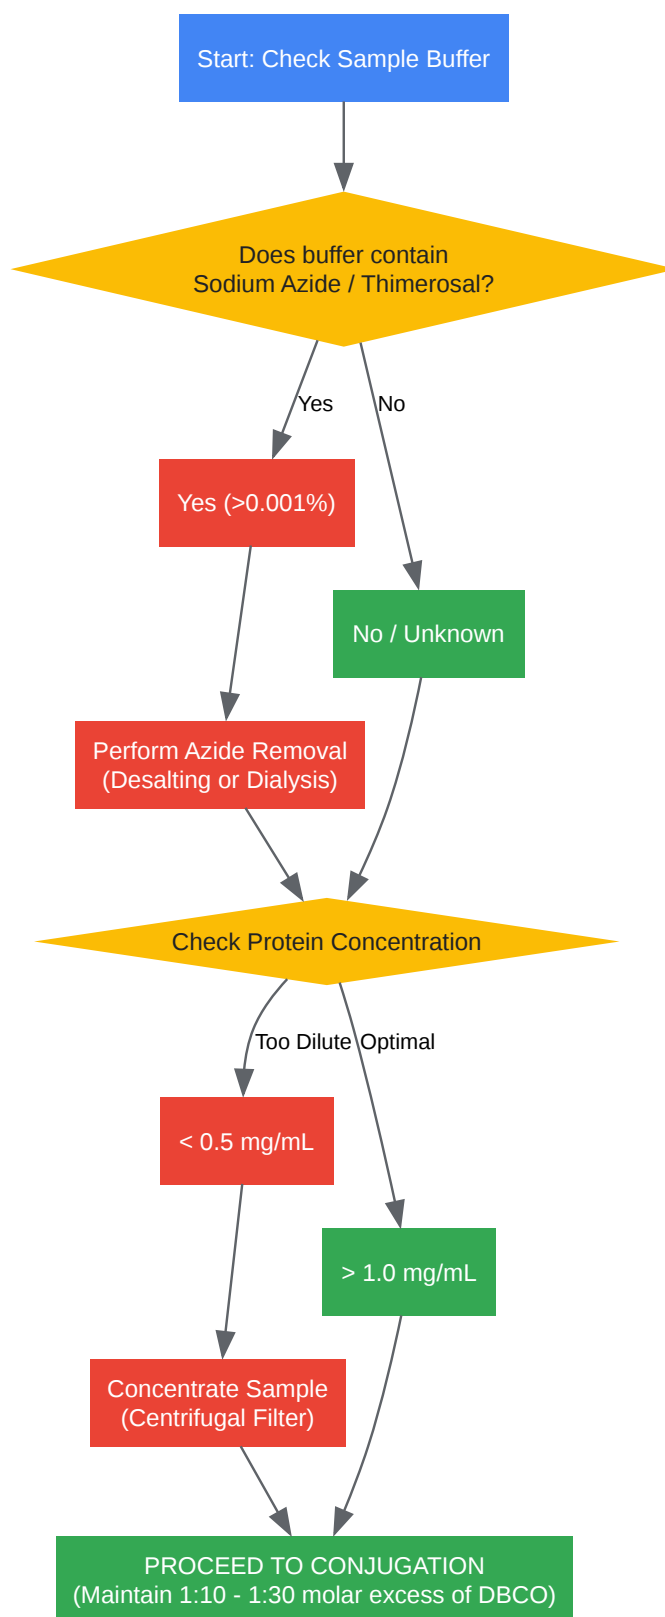 Start: Check Sample Buffer
Does buffer contain
Sodium Azide / Thimerosal?
Yes
No
Yes (>0.001%)
No / Unknown
Perform Azide Removal
(Desalting or Dialysis)
Check Protein Concentration
Too Dilute
Optimal
< 0.5 mg/mL
> 1.0 mg/mL
Concentrate Sample
(Centrifugal Filter)
PROCEED TO CONJUGATION
(Maintain 1:10 - 1:30 molar excess of DBCO)